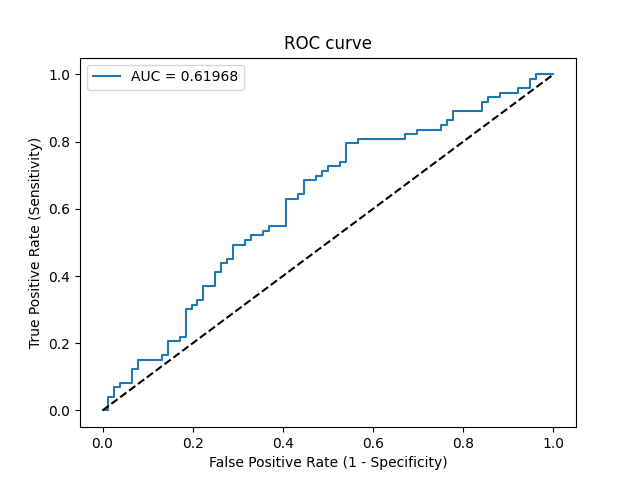 ROC curve
AUC = 0.61968
True Positive Rate (Sensitivity)
1.0
0.8
0.6
0.4
0.2
0.0
0.0 0.2 0.4 0.6 0.8 1.0
False Positive Rate (1 - Specificity)